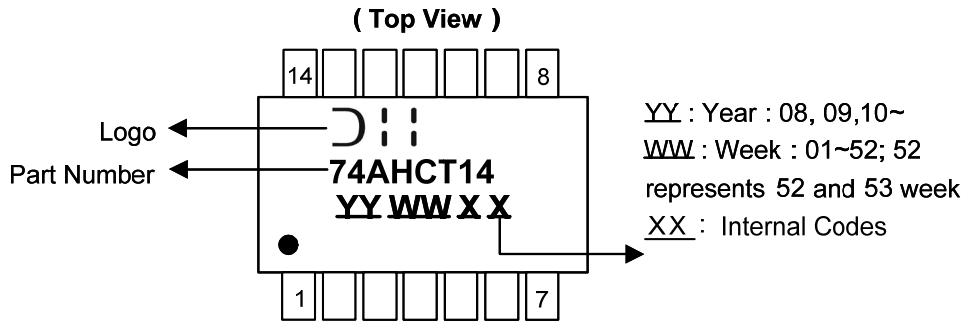 ( Top View )
14 8
Logo
Part Number
74AHCT14
YY WW X X
1 7
YY : Year : 08, 09,10~
WW : Week : 01~52; 52
represents 52 and 53 week
XX : Internal Codes